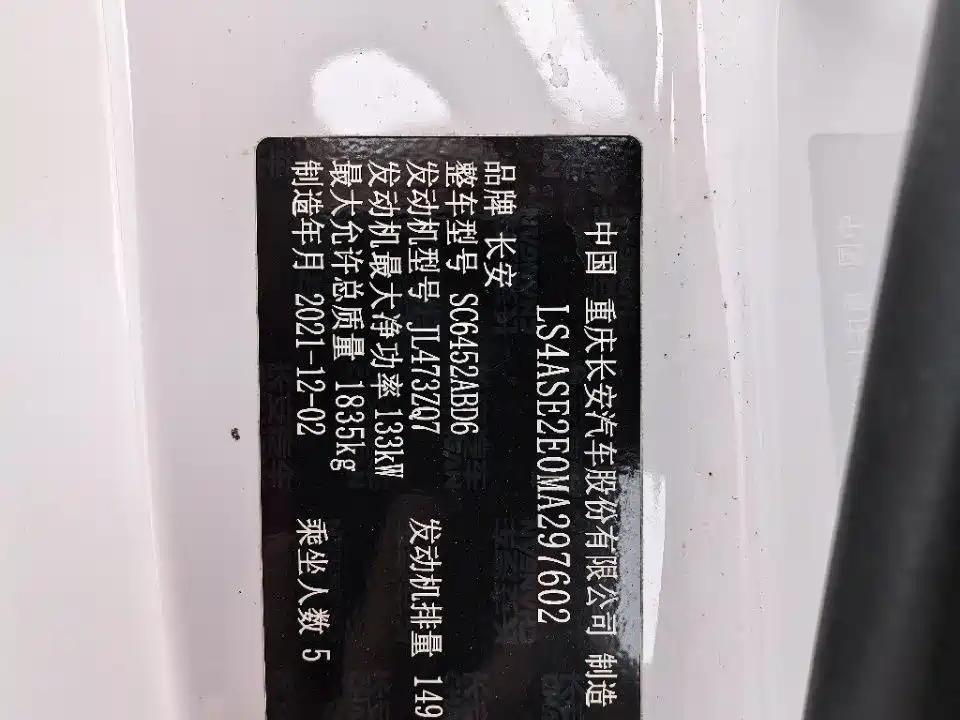 中国 重庆长安汽车股份有限公司 制造
LS4ASE2E0MA297602
品牌 长安
整车型号 SC6452ABD6
发动机型号 JL473ZQ7 发动机排量 149
发动机最大净功率 133kW
最大允许总质量 1835kg
制造年月 2021-12-02 乘坐人数 5